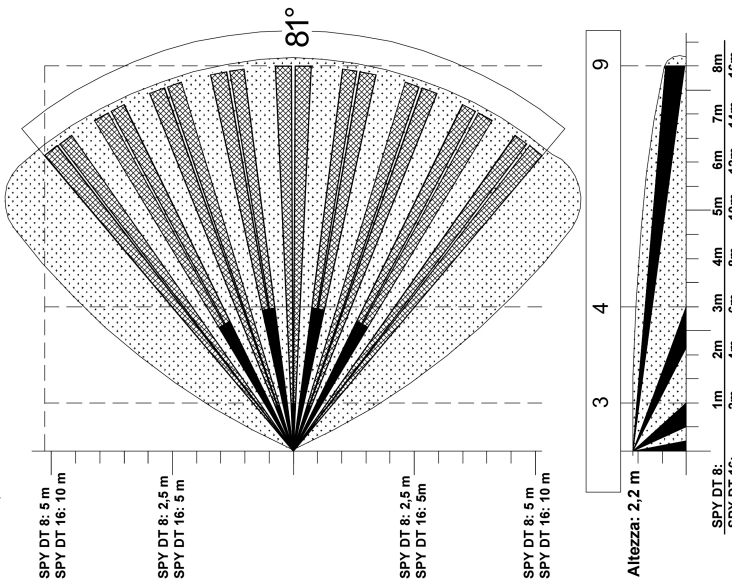 81°
SPY DT 8: 5 m
SPY DT 16: 10 m
SPY DT 8: 2,5 m
SPY DT 16: 5 m
SPY DT 8: 2,5 m
SPY DT 16: 5m
SPY DT 8: 5 m
SPY DT 16: 10 m
3 4 9
Altezza: 2,2 m
SPY DT 8: 1m 2m 3m 4m 5m 6m 7m 8m